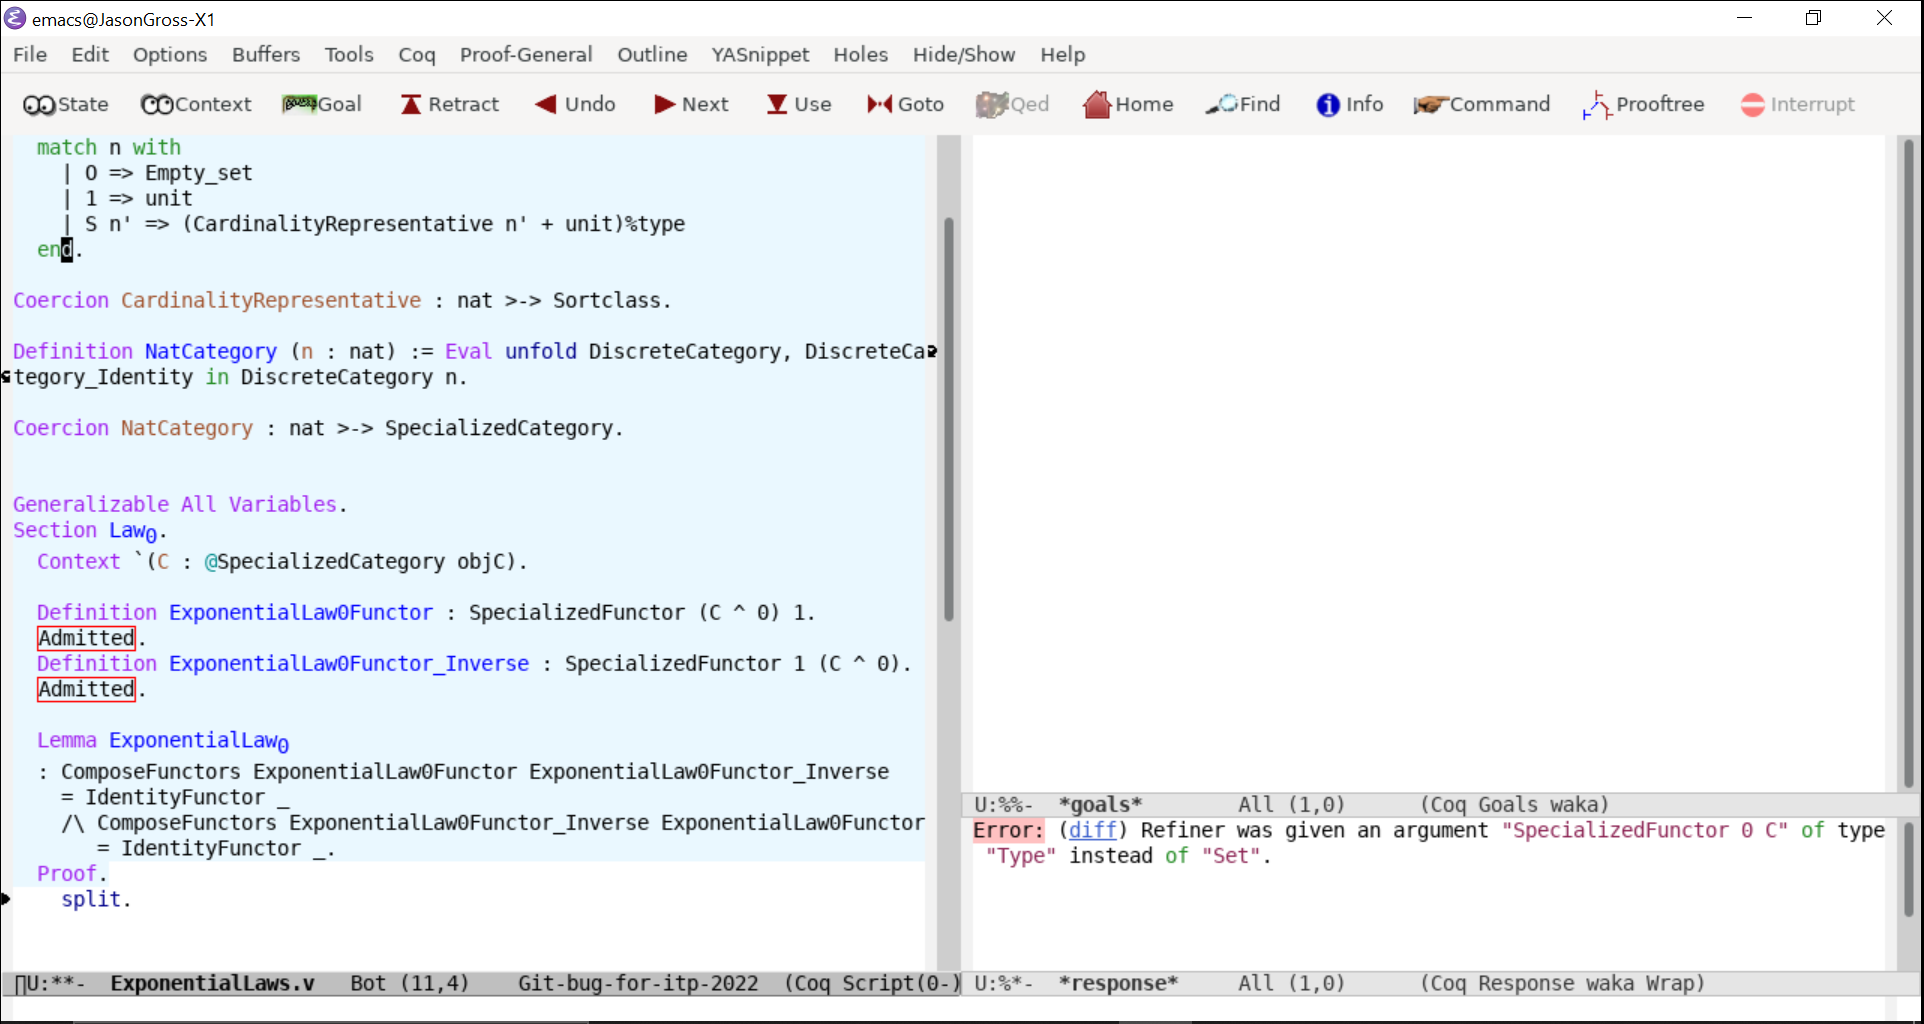 emacs@JasonGross-X1
File Edit Options Buffers Tools Coq Proof-General Outline YASnippet Holes Hide/Show Help
State Context Goal Retract Undo Next Use Goto Qed Home Find Info Command Prooftree Interrupt
match n with
| O => Empty_set
| 1 => unit
| S n' => (CardinalityRepresentative n' + unit)%type
end.
Coercion CardinalityRepresentative : nat >-> Sortclass.
Definition NatCategory (n : nat) := Eval unfold DiscreteCategory, DiscreteCa
tegory_Identity in DiscreteCategory n.
Coercion NatCategory : nat >-> SpecializedCategory.
Generalizable All Variables.
Section Law0.
Context `(C : @SpecializedCategory objC).
Definition ExponentialLaw0Functor : SpecializedFunctor (C ^ 0) 1.
Admitted.
Definition ExponentialLaw0Functor_Inverse : SpecializedFunctor 1 (C ^ 0).
Admitted.
Lemma ExponentialLaw0
: ComposeFunctors ExponentialLaw0Functor ExponentialLaw0Functor_Inverse
= IdentityFunctor _
/\ ComposeFunctors ExponentialLaw0Functor_Inverse ExponentialLaw0Functor
= IdentityFunctor _.
Proof.
split.
U:**- ExponentialLaws.v Bot (11,4) Git-bug-for-itp-2022 (Coq Script(0-)
U:%%- *goals* All (1,0) (Coq Goals waka)
Error: (diff) Refiner was given an argument "SpecializedFunctor 0 C" of type
"Type" instead of "Set".
U:%*- *response* All (1,0) (Coq Response waka Wrap)